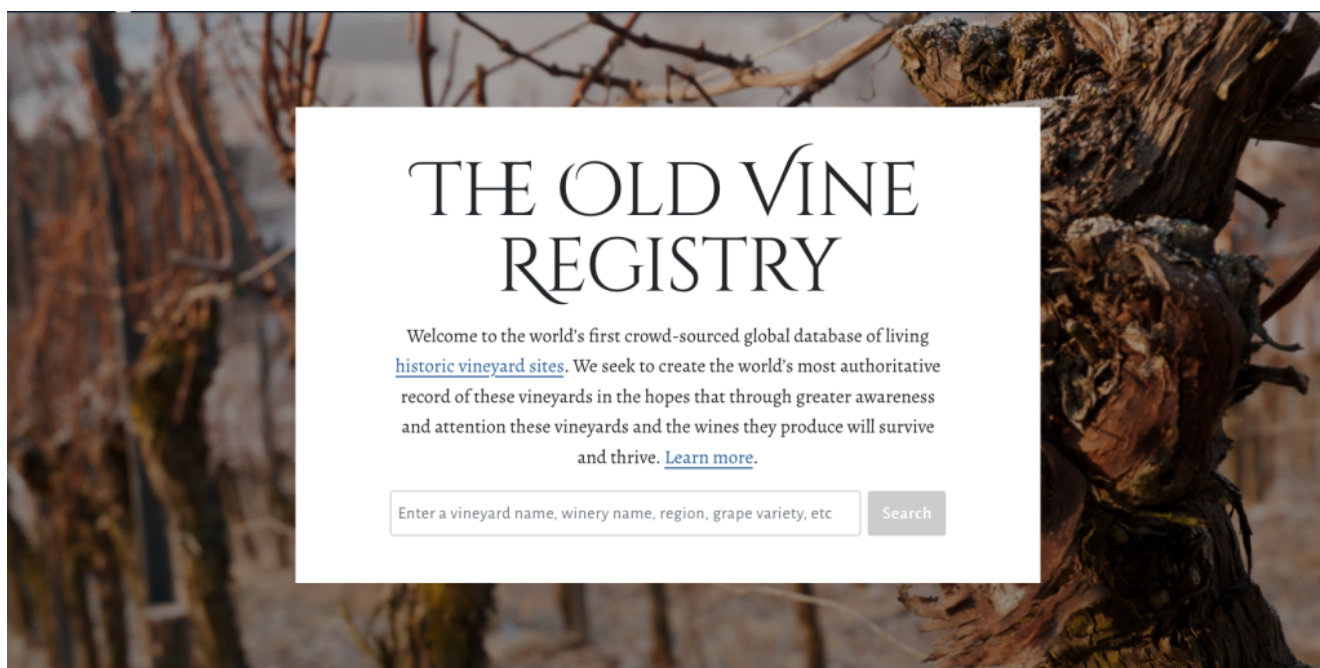 THE OLD VINE
REGISTRY
Welcome to the world's first crowd-sourced global database of living
historic vineyard sites. We seek to create the world's most authoritative
record of these vineyards in the hopes that through greater awareness
and attention these vineyards and the wines they produce will survive
and thrive. Learn more.
Enter a vineyard name, winery name, region, grape variety, etc
Search